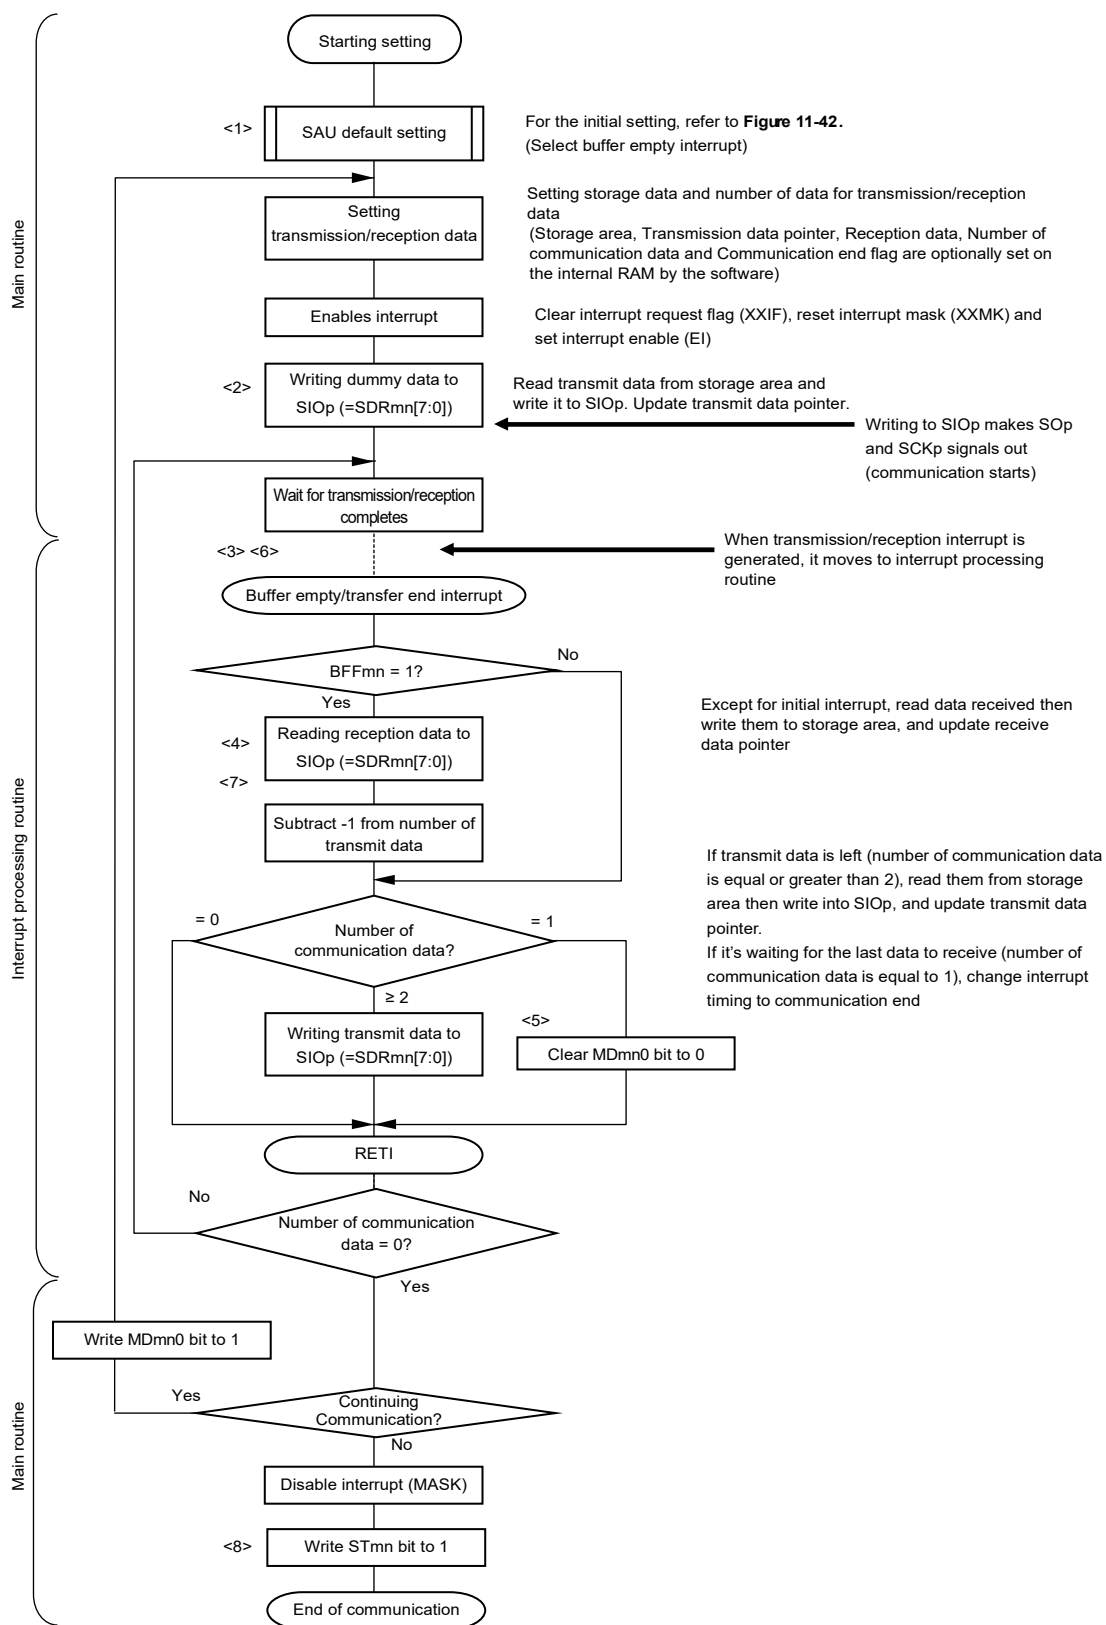 Starting setting
<1>
SAU default setting
For the initial setting, refer to Figure 11-42.
(Select buffer empty interrupt)
Main routine
Setting
transmission/reception data
Setting storage data and number of data for transmission/reception
data
(Storage area, Transmission data pointer, Reception data, Number of
communication data and Communication end flag are optionally set on
the internal RAM by the software)
Enables interrupt
Clear interrupt request flag (XXIF), reset interrupt mask (XXMK) and
set interrupt enable (EI)
<2>
Writing dummy data to
SIOp (=SDRmn[7:0])
Read transmit data from storage area and
write it to SIOp. Update transmit data pointer.
Writing to SIOp makes SOp
and SCKp signals out
(communication starts)
Wait for transmission/reception
completes
<3> <6>
When transmission/reception interrupt is
generated, it moves to interrupt processing
routine
Buffer empty/transfer end interrupt
BFFmn = 1?
No
Yes
Interrupt processing routine
<4>
Reading reception data to
SIOp (=SDRmn[7:0])
<7>
Except for initial interrupt, read data received then
write them to storage area, and update receive
data pointer
Subtract -1 from number of
transmit data
If transmit data is left (number of communication data
is equal or greater than 2), read them from storage
area then write into SIOp, and update transmit data
pointer.
If it's waiting for the last data to receive (number of
communication data is equal to 1), change interrupt
timing to communication end
= 0
Number of
communication data?
= 1
≥ 2
Writing transmit data to
SIOp (=SDRmn[7:0])
<5>
Clear MDmn0 bit to 0
RETI
No
Number of communication
data = 0?
Yes
Write MDmn0 bit to 1
Main routine
Yes
Continuing
Communication?
No
Disable interrupt (MASK)
<8>
Write STmn bit to 1
End of communication